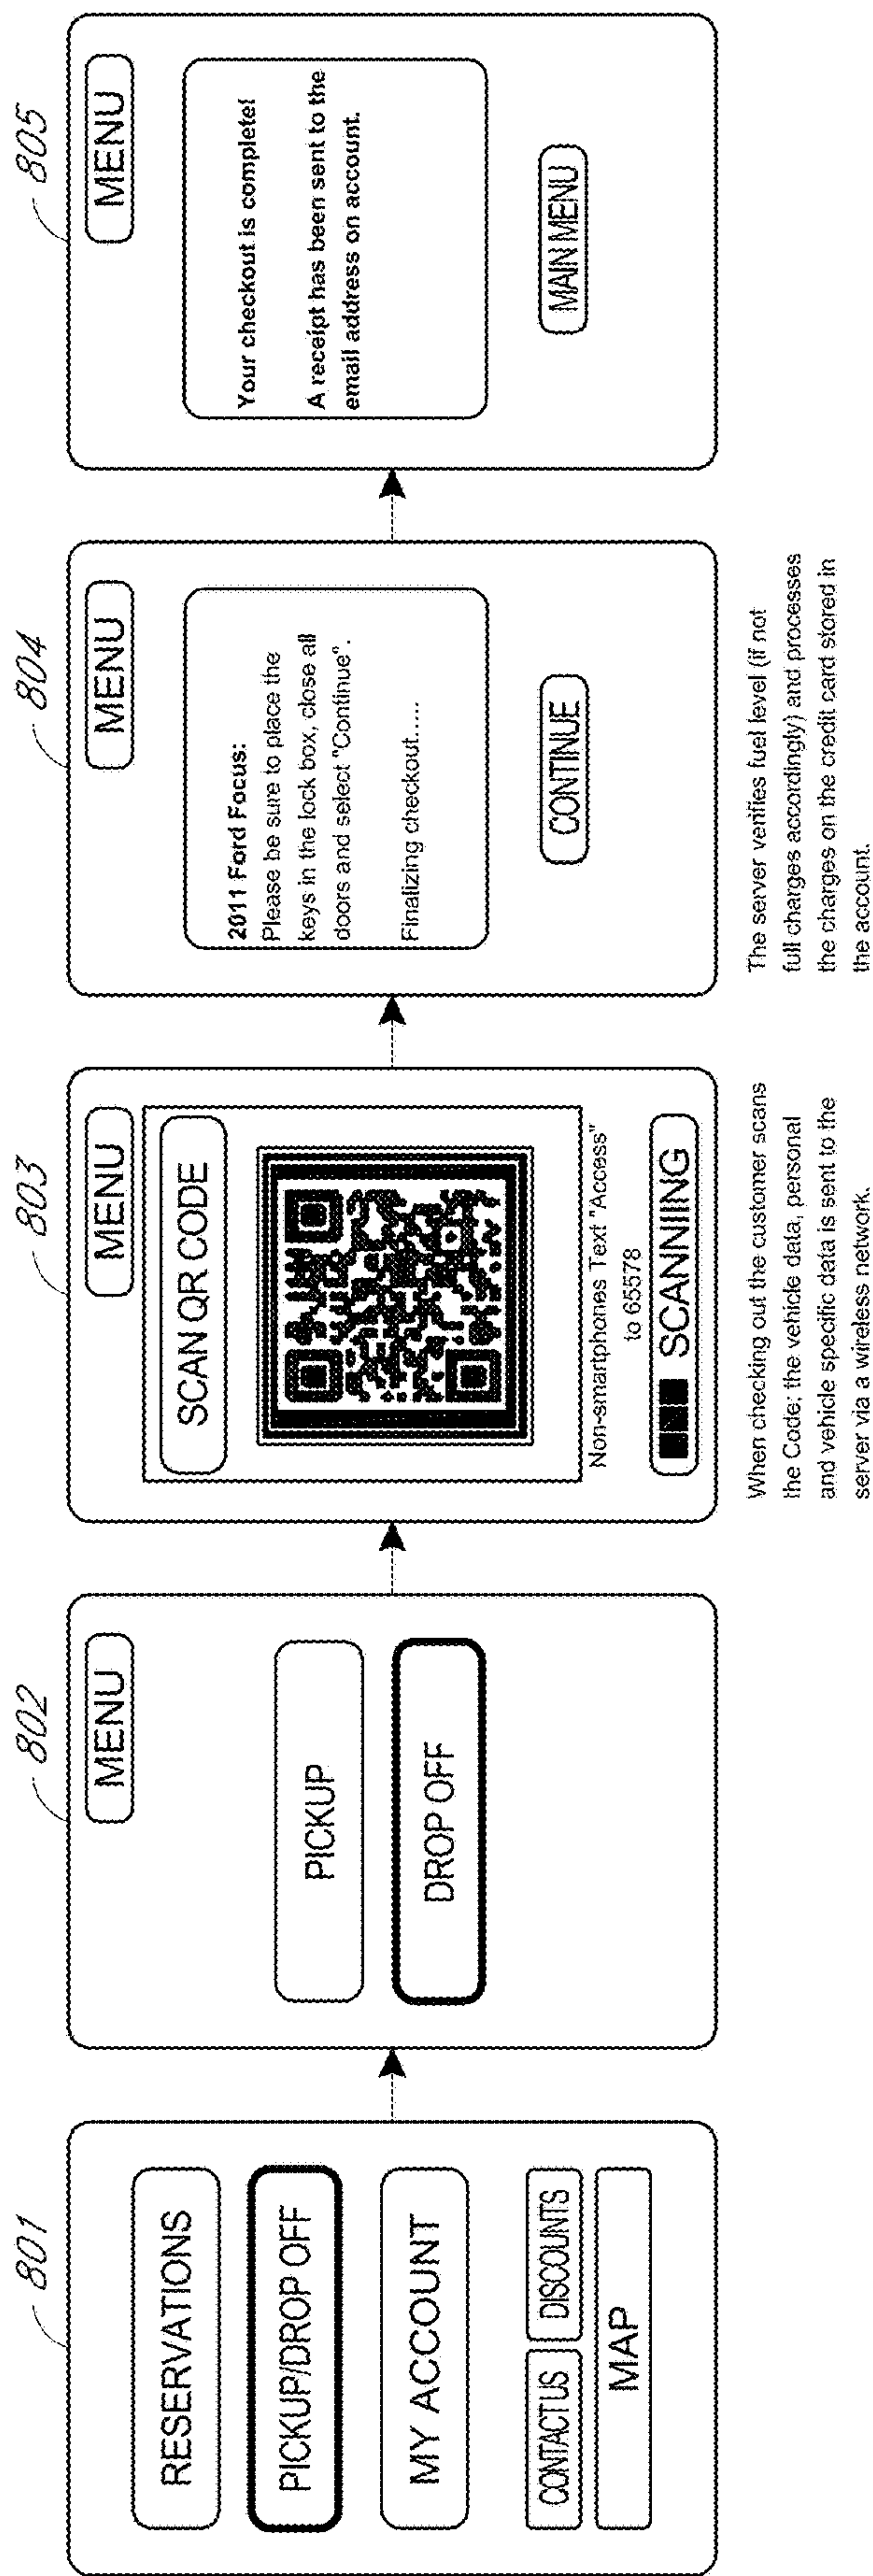 801
RESERVATIONS
PICKUP/DROP OFF
MY ACCOUNT
CONTACT US
DISCOUNTS
MAP
802
MENU
PICKUP
DROP OFF
803
MENU
SCAN QR CODE
Non-smartphones Text "Access"
to 65578
SCANNIING
When checking out the customer scans
the Code; the vehicle data, personal
and vehicle specific data is sent to the
server via a wireless network.
804
MENU
2011 Ford Focus:
Please be sure to place the
keys in the lock box, close all
doors and select "Continue".
Finalizing checkout.....
CONTINUE
The server verifies fuel level (if not
full charges accordingly) and processes
the charges on the credit card stored in
the account.
805
MENU
Your checkout is complete!
A receipt has been sent to the
email address on account.
MAIN MENU